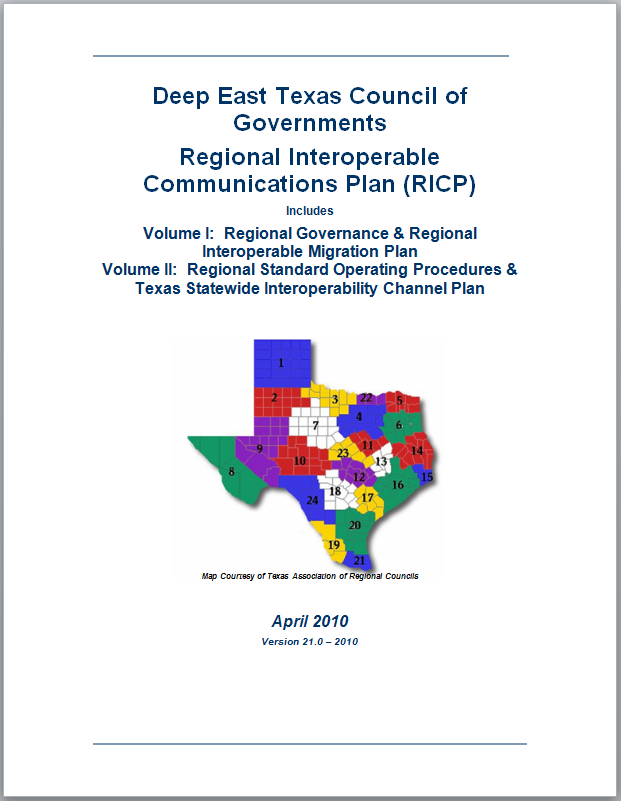 Deep East Texas Council of
Governments
Regional Interoperable
Communications Plan (RICP)
Includes
Volume I:  Regional Governance & Regional
Interoperable Migration Plan
Volume II:  Regional Standard Operating Procedures &
Texas Statewide Interoperability Channel Plan
1
2
3
22
5
4
6
7
11
14
9
23
13
10
8
12
15
16
18
17
24
20
19
21
Map Courtesy of Texas Association of Regional Councils
April 2010
Version 21.0 – 2010